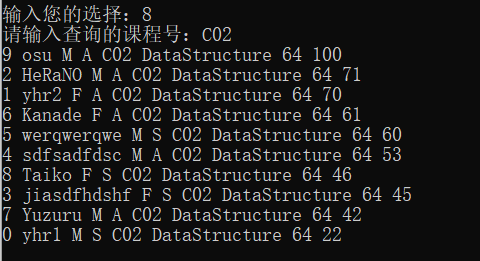 输入您的选择：8
请输入查询的课程号：C02
9 osu M A C02 DataStructure 64 100
2 HeRaNO M A C02 DataStructure 64 71
1 yhr2 F A C02 DataStructure 64 70
6 Kanade F A C02 DataStructure 64 61
5 werqwerqwe M S C02 DataStructure 64 60
4 sdfsadfdsc M A C02 DataStructure 64 53
8 Taiko F S C02 DataStructure 64 46
3 jiasdfhdshf F S C02 DataStructure 64 45
7 Yuzuru M A C02 DataStructure 64 42
0 yhr1 M S C02 DataStructure 64 22